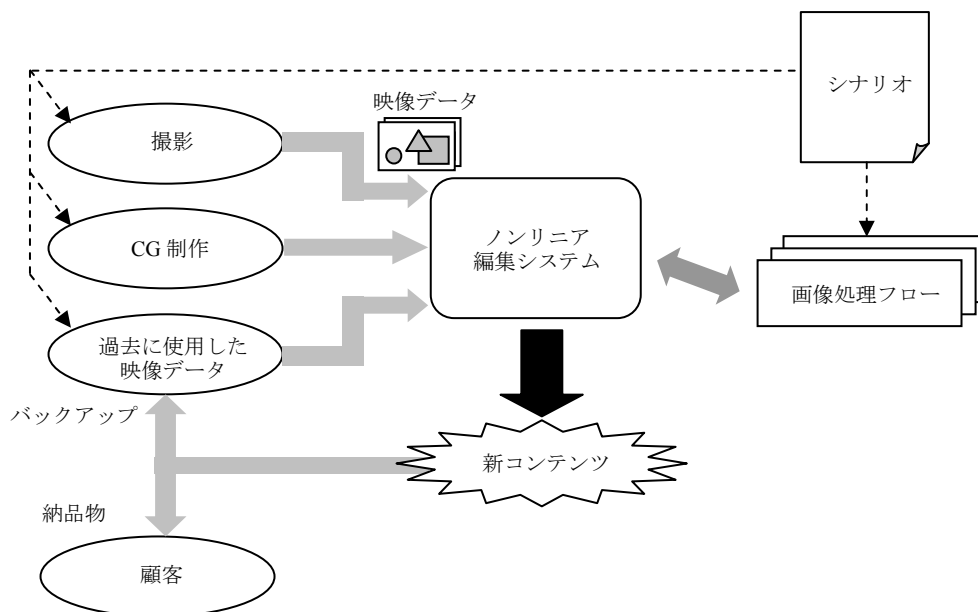 シナリオ
映像データ
撮影
CG 制作
ノンリニア
編集システム
画像処理フロー
過去に使用した
映像データ
バックアップ
新コンテンツ
納品物
顧客